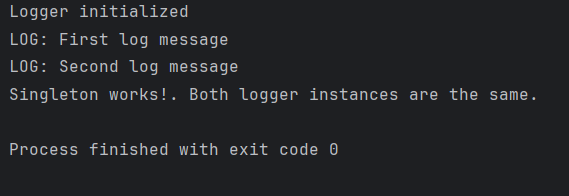 Logger initialized
LOG: First log message
LOG: Second log message
Singleton works!. Both logger instances are the same.
Process finished with exit code 0